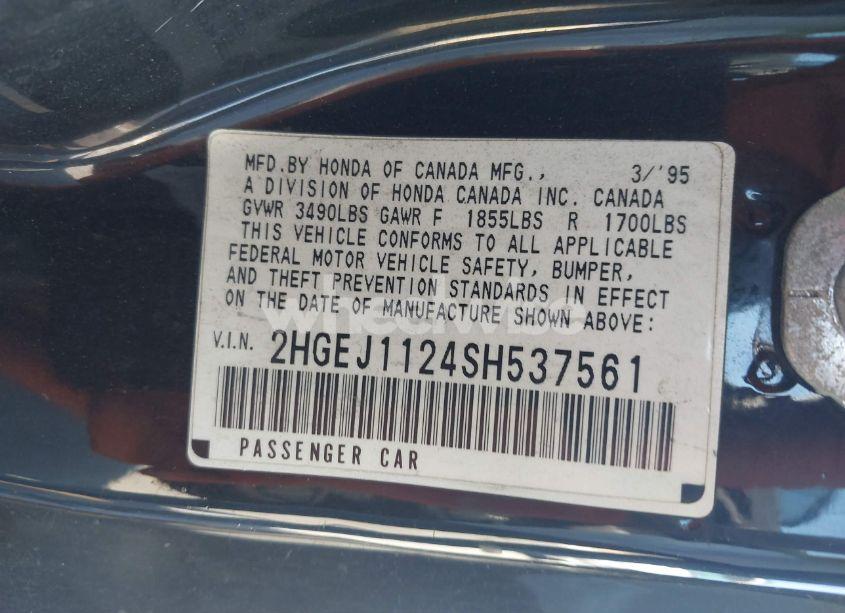 MFD. BY HONDA OF CANADA MFG., 3/'95
A DIVISION OF HONDA CANADA INC. CANADA
GVWR 3490LBS GAWR F 1855LBS R 1700LBS
THIS VEHICLE CONFORMS TO ALL APPLICABLE
FEDERAL MOTOR VEHICLE SAFETY, BUMPER,
AND THEFT PREVENTION STANDARDS IN EFFECT
ON THE DATE OF MANUFACTURE SHOWN ABOVE:
wheelwise
V.I.N. 2HGEJ1124SH537561
PASSENGER CAR